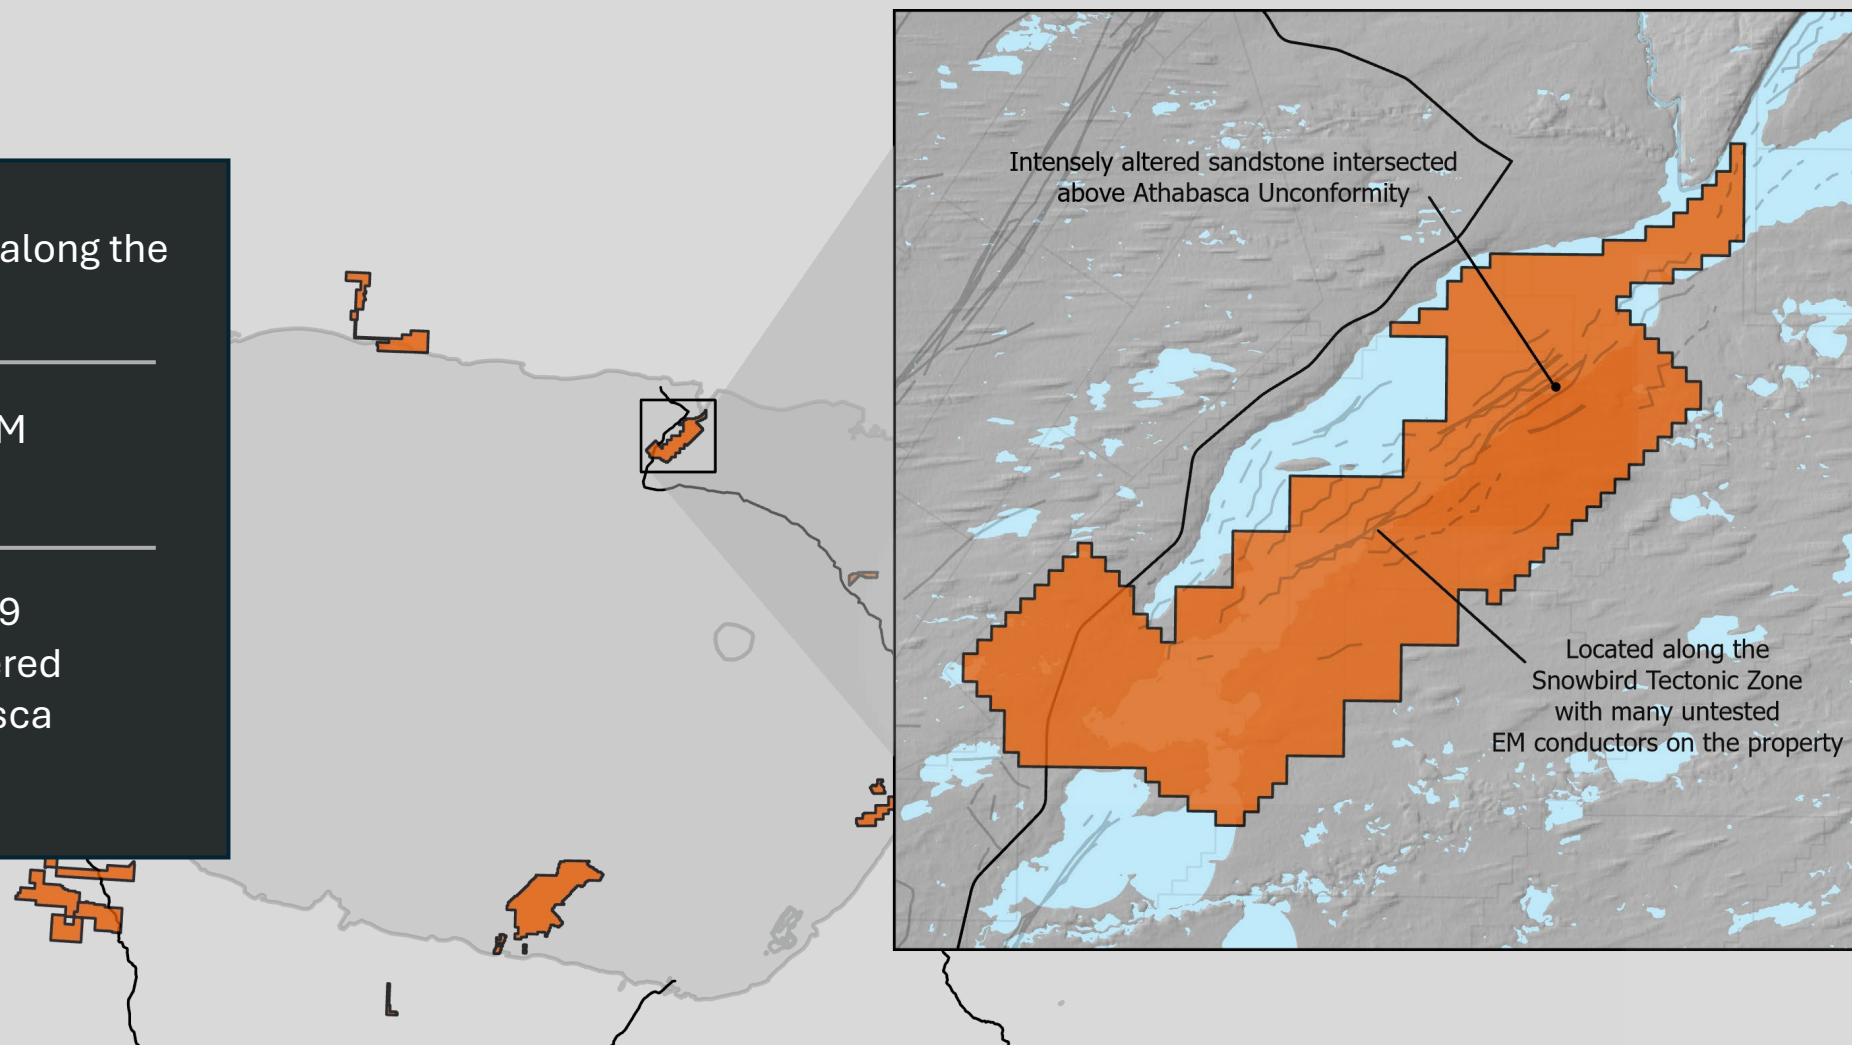 along the
M
9
ered
sca
Intensely altered sandstone intersected
above Athabasca Unconformity
Located along the
Snowbird Tectonic Zone
with many untested
EM conductors on the property